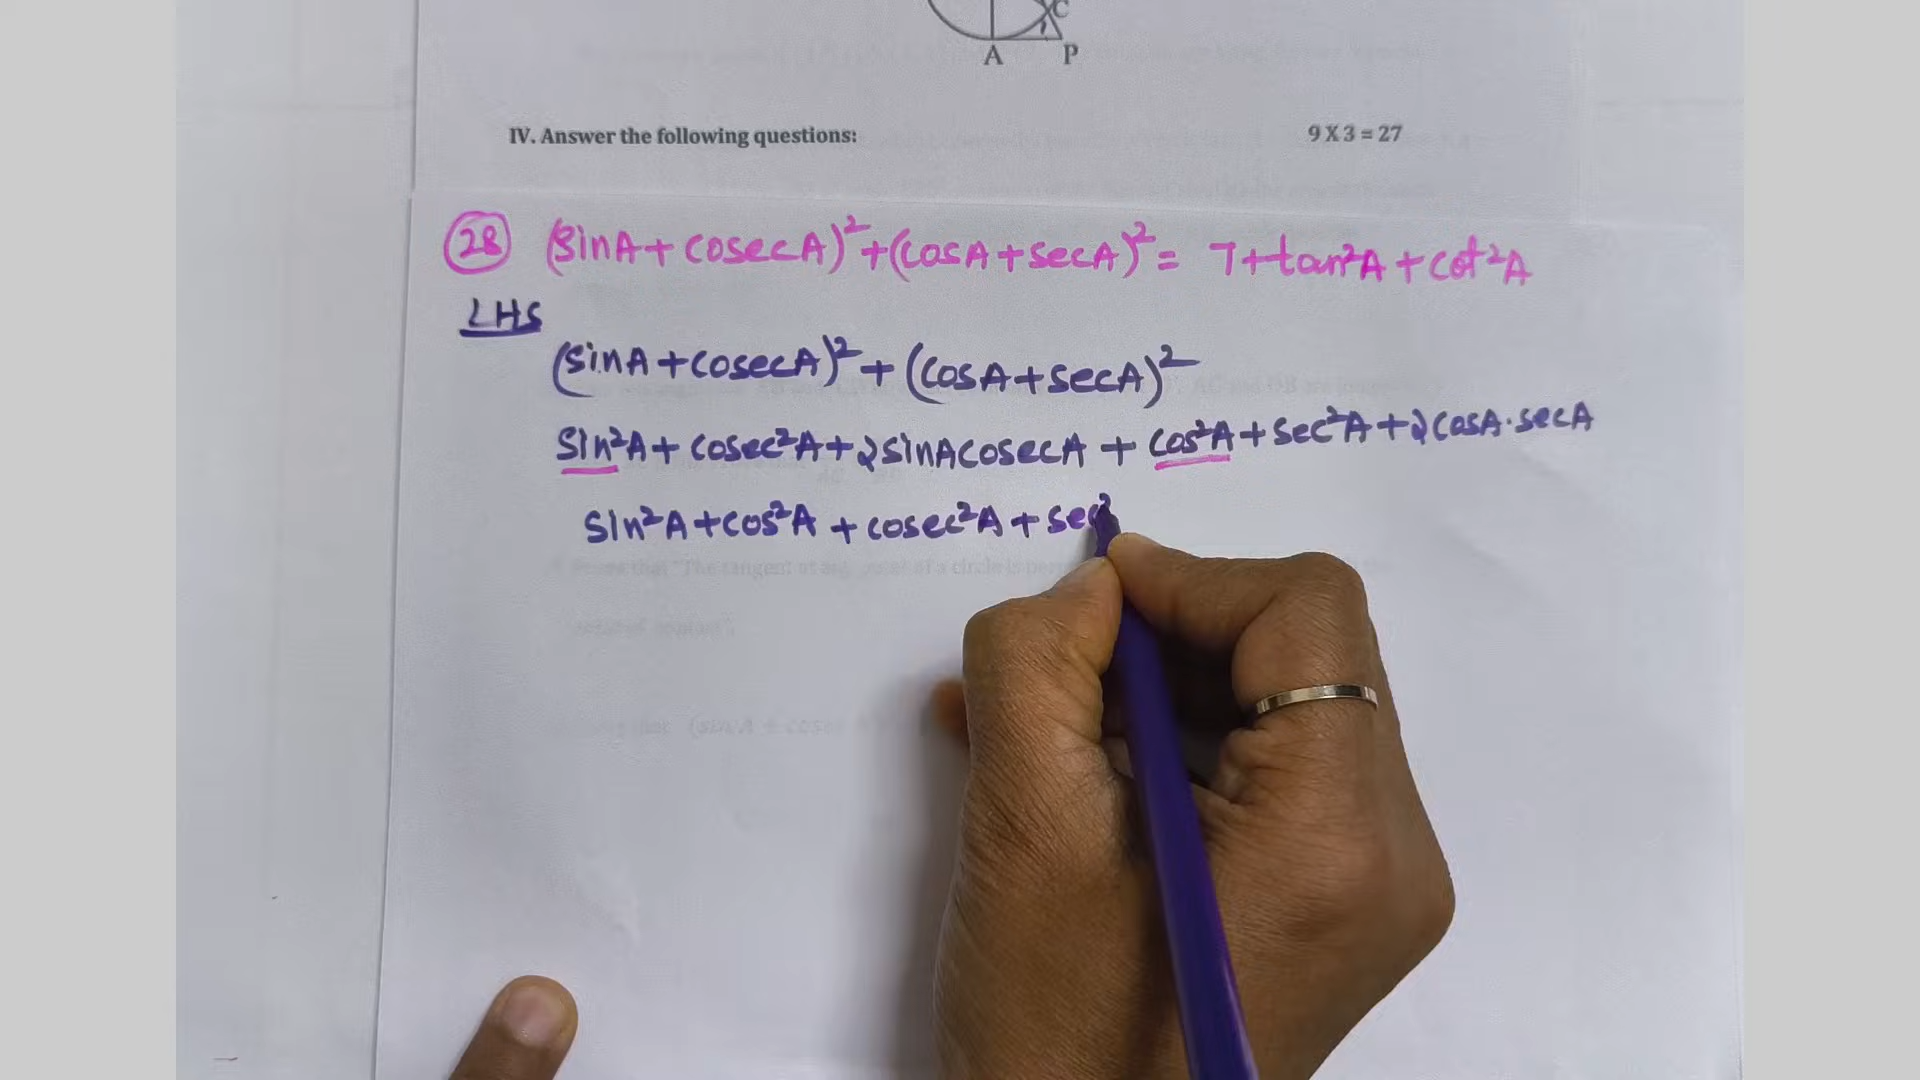 C
A P
IV. Answer the following questions: 9 X 3 = 27
28 (sinA + cosecA)² + (cosA + secA)² = 7 + tan²A + cot²A
LHS
(sinA + cosecA)² + (cosA + secA)²
sin²A + cosec²A + 2sinAcosecA + cos²A + sec²A + 2cosA·secA
sin²A + cos²A + cosec²A + sec²